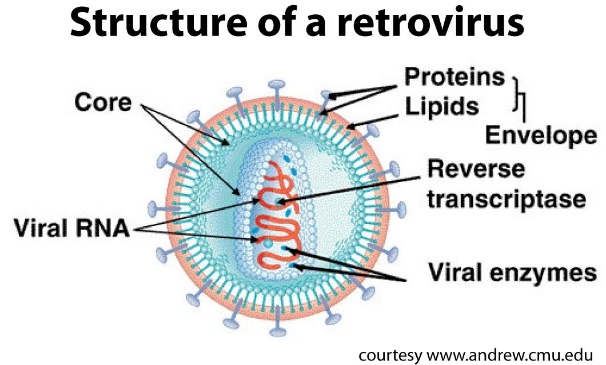 Structure of a retrovirus
Core
Proteins
Lipids
Envelope
Reverse
transcriptase
Viral RNA
Viral enzymes
courtesy www.andrew.cmu.edu